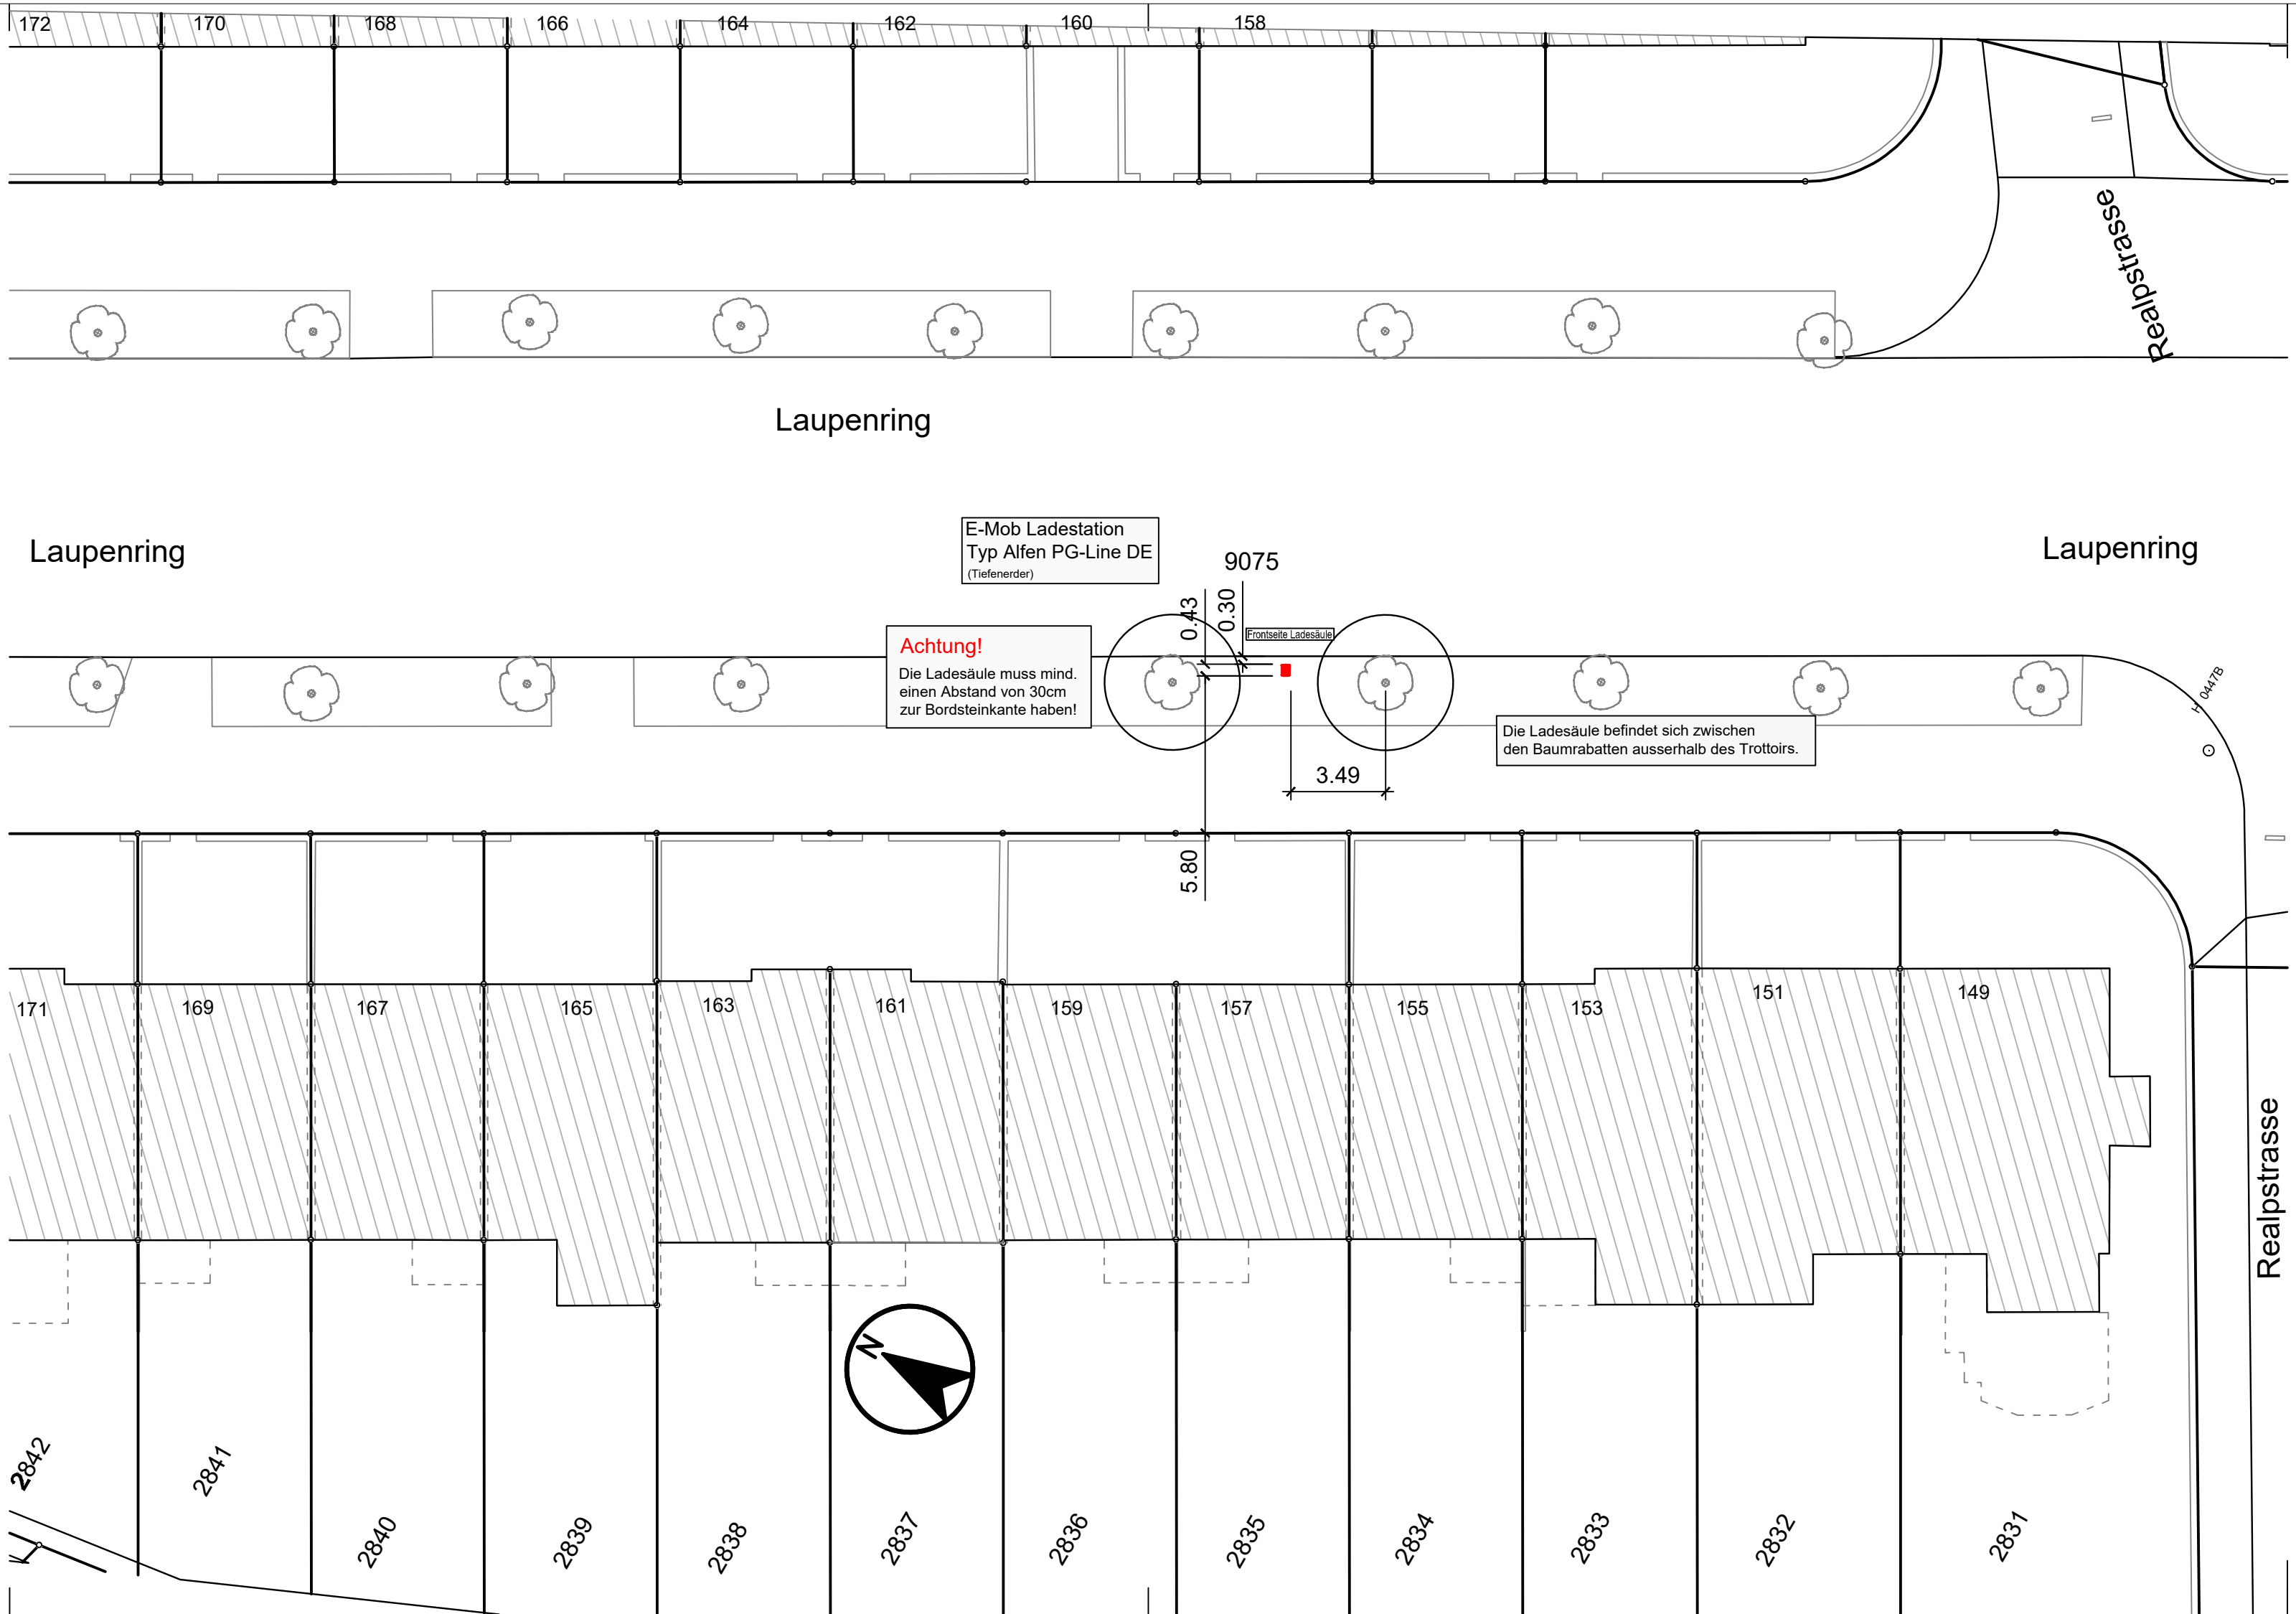 172
170
168
166
164
162
160
158
Realpstrasse
Laupenring
E-Mob Ladestation
Typ Alfen PG-Line DE
(Tiefenerder)
Laupenring
9075
Laupenring
0.43
0.30
Frontseite Ladesäule
Achtung!
Die Ladesäule muss mind.
einen Abstand von 30cm
zur Bordsteinkante haben!
H 0447B
Die Ladesäule befindet sich zwischen
den Baumrabatten ausserhalb des Trottoirs.
3.49
5.80
171
169
167
165
163
161
159
157
155
153
151
149
Realpstrasse
N
2842
2841
2840
2839
2838
2837
2836
2835
2834
2833
2832
2831